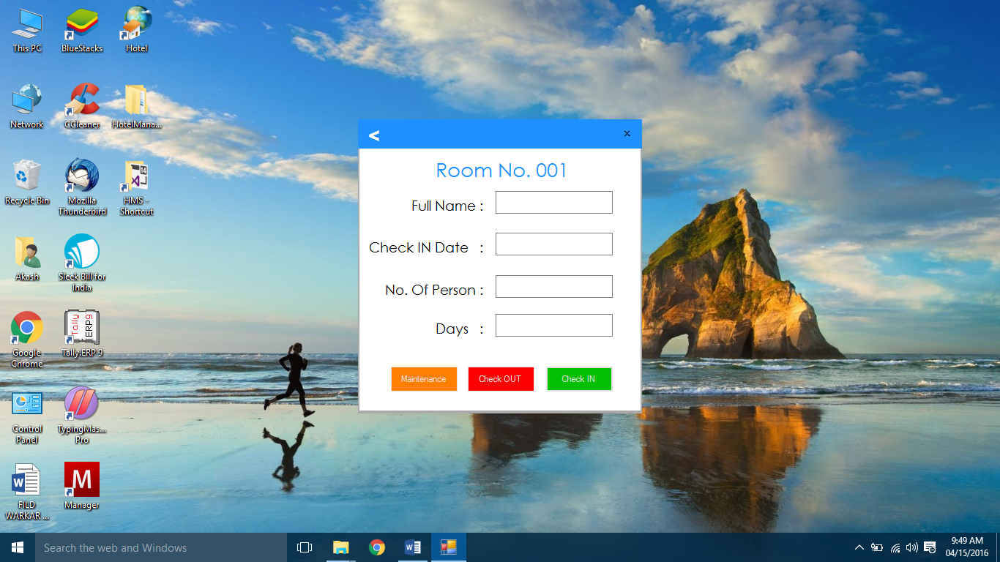 This PC
BlueStacks
Hotel
Network
CCleaner
HotelMana...
Recycle Bin
Mozilla
Thunderbird
HMS -
Shortcut
Akash
Sleek Bill for
India
Google
Chrome
Tally
ERP9
Tally.ERP 9
Control
Panel
TypingMas...
Pro
FILD
WARKAR ...
M
Manager
<
x
Room No. 001
Full Name :
Check IN Date :
No. Of Person :
Days :
Maintenance
Check OUT
Check IN
Search the web and Windows
9:49 AM
04/15/2016